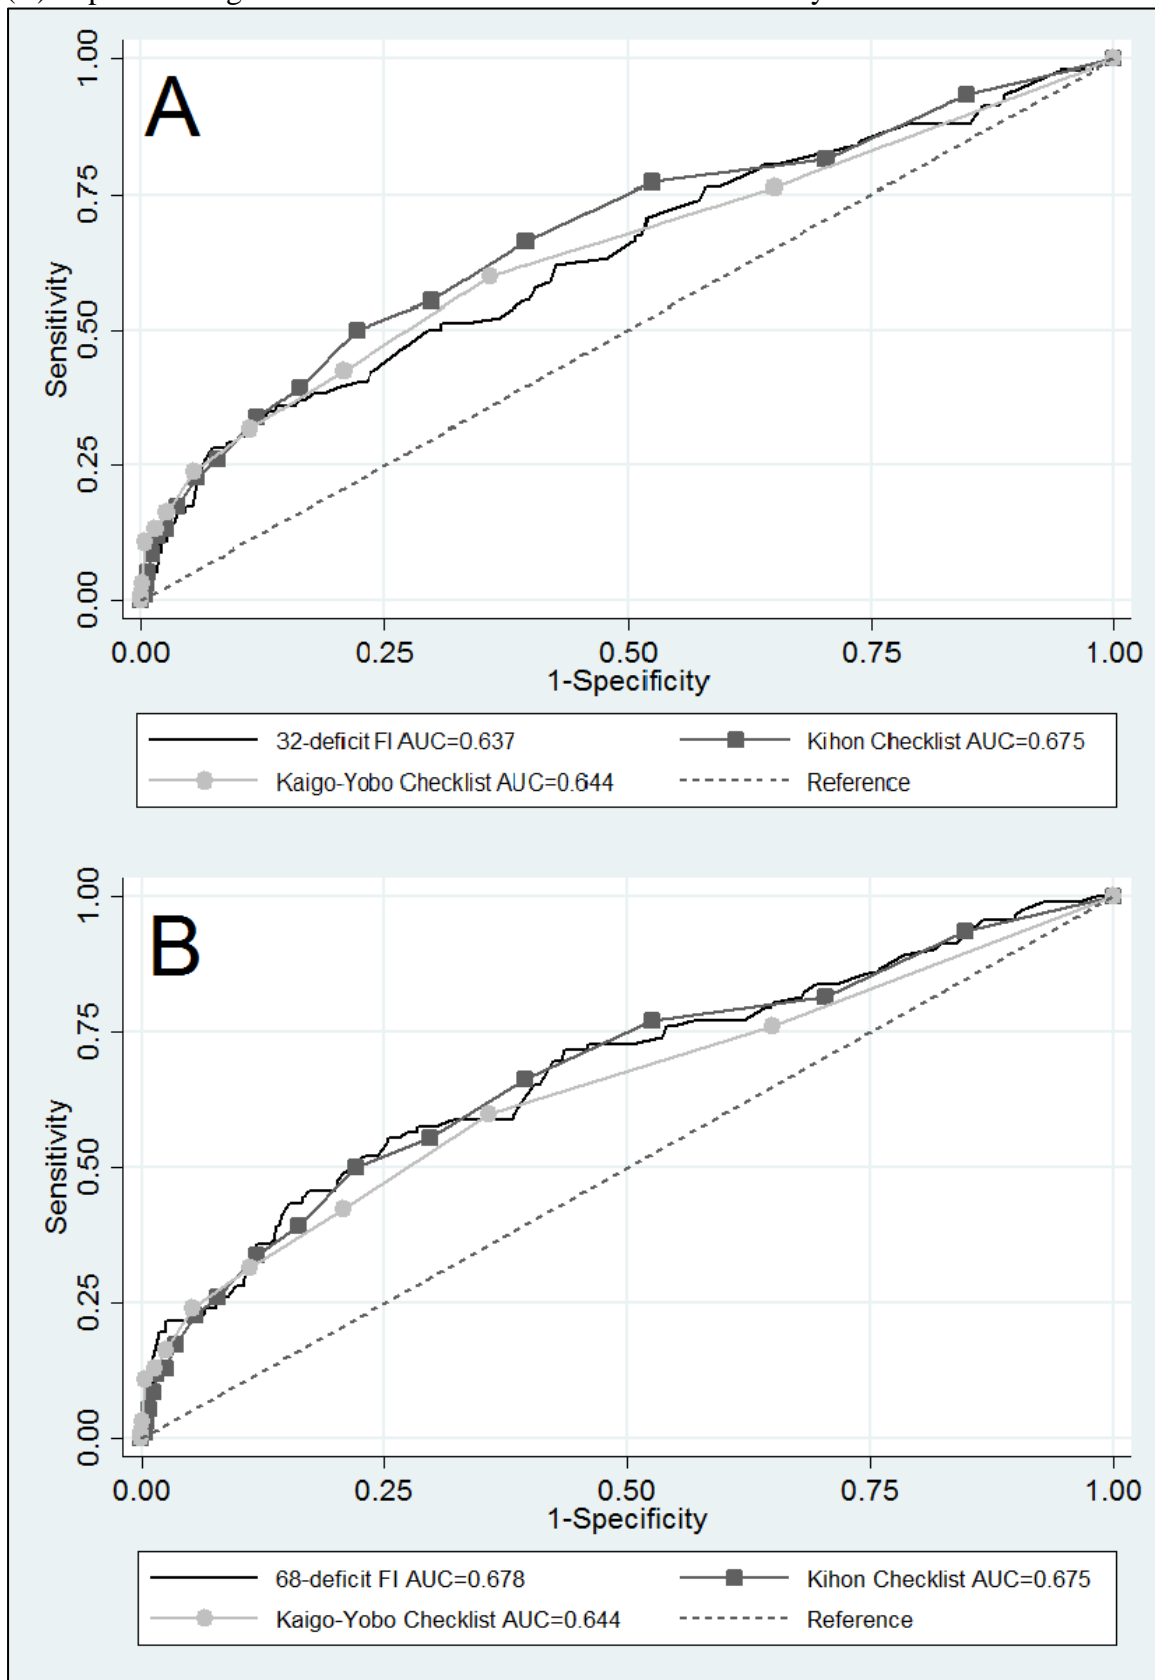 A
1.00
0.75
0.50
0.25
0.00
Sensitivity
0.00 0.25 0.50 0.75 1.00
1-Specificity
32-deficit FI AUC=0.637 Kihon Checklist AUC=0.675
Kaigo-Yobo Checklist AUC=0.644 Reference
B
1.00
0.75
0.50
0.25
0.00
Sensitivity
0.00 0.25 0.50 0.75 1.00
1-Specificity
68-deficit FI AUC=0.678 Kihon Checklist AUC=0.675
Kaigo-Yobo Checklist AUC=0.644 Reference